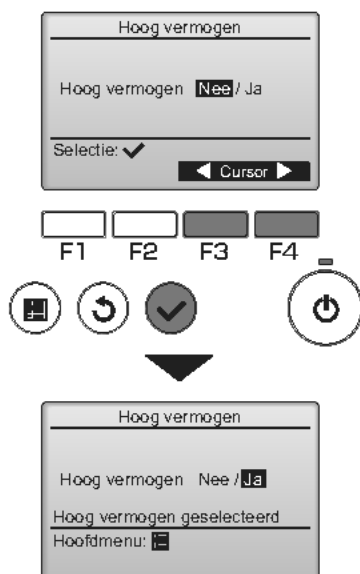 Hoog vermogen
Hoog vermogen Nee / Ja
Selectie: ✔
◀ Cursor ▶
F1 F2 F3 F4
Hoog vermogen
Hoog vermogen Nee / Ja
Hoog vermogen geselecteerd
Hoofdmenu: